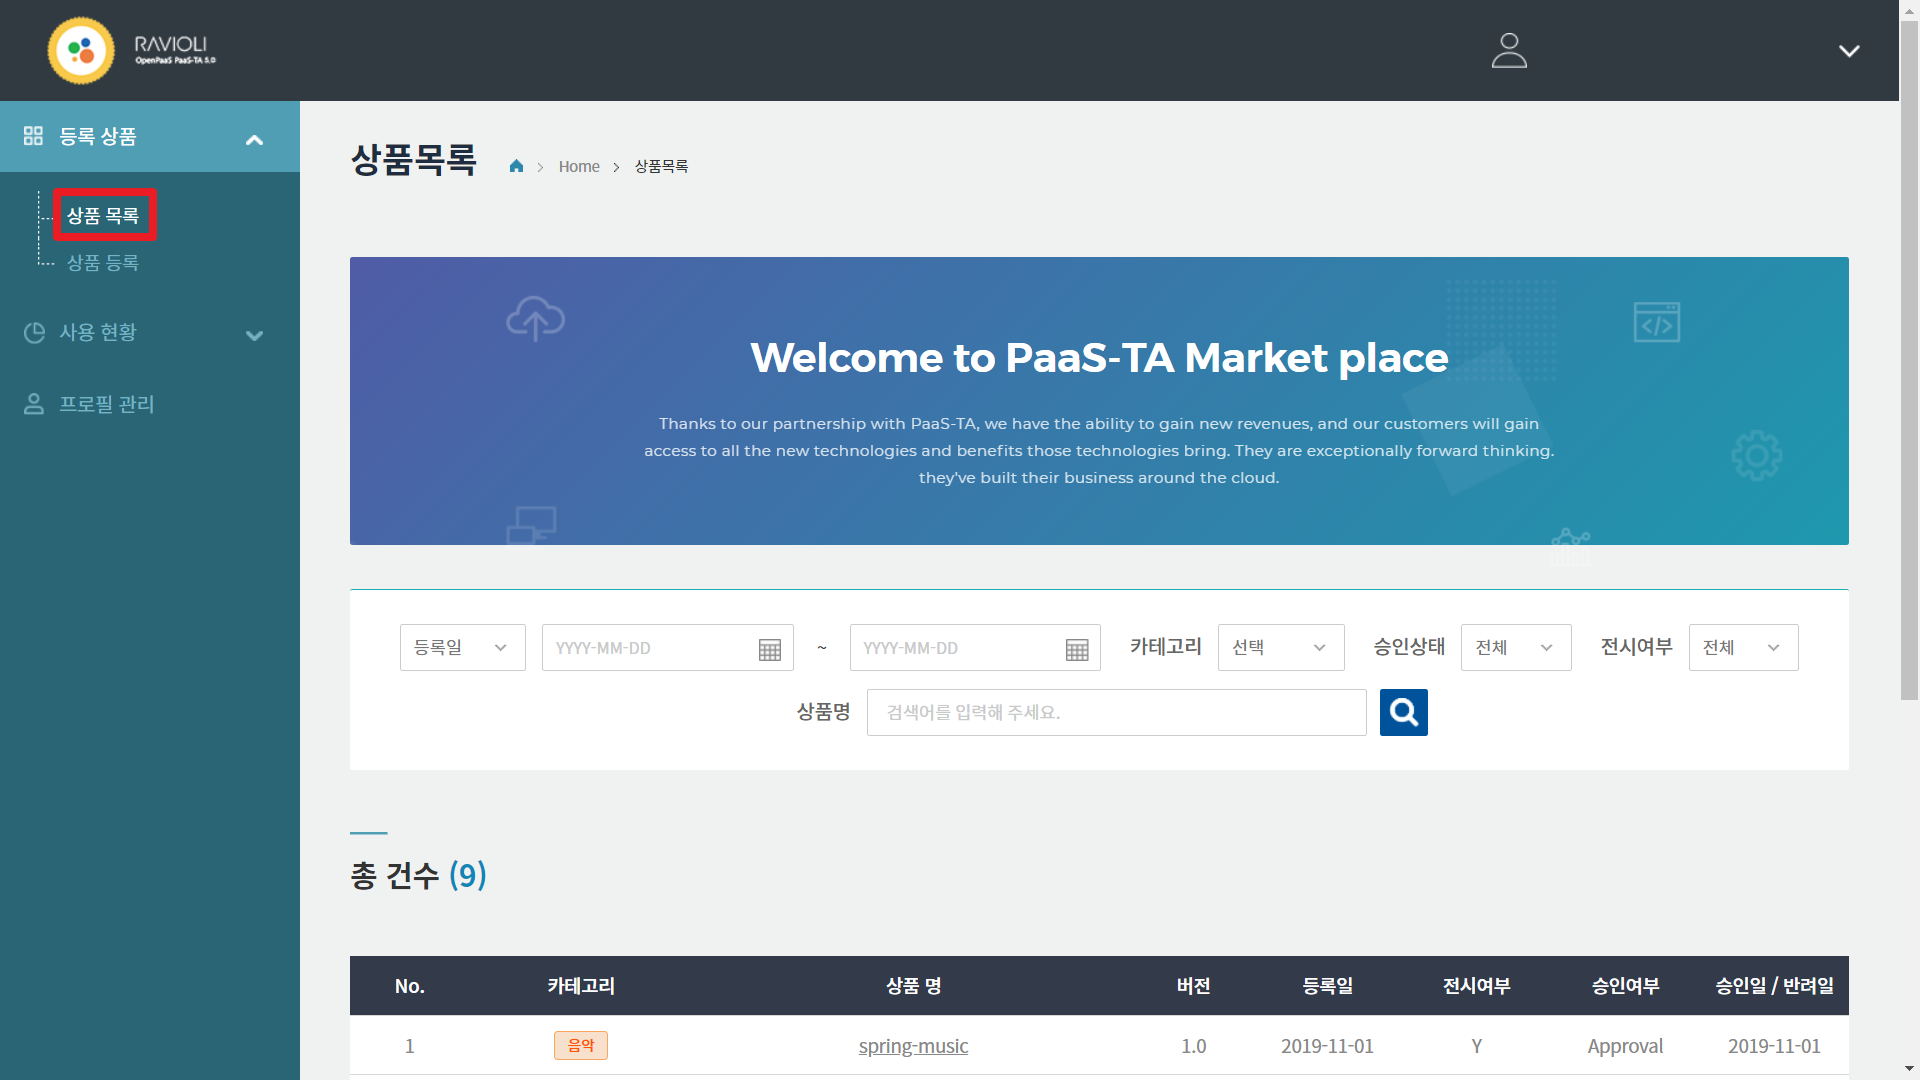 RAVIOLI
OpenPaaS PaaS-TA 5.0
등록 상품
상품 목록
상품 등록
사용 현황
프로필 관리
상품목록
Home
상품목록
Welcome to PaaS-TA Market place
Thanks to our partnership with PaaS-TA, we have the ability to gain new revenues, and our customers will gain
access to all the new technologies and benefits those technologies bring. They are exceptionally forward thinking.
they've built their business around the cloud.
등록일 YYYY-MM-DD ~ YYYY-MM-DD 카테고리 선택 승인상태 전체 전시여부 전체
상품명 검색어를 입력해 주세요.
총 건수 (9)
No. 카테고리 상품 명 버전 등록일 전시여부 승인여부 승인일 / 반려일
1 음악 spring-music 1.0 2019-11-01 Y Approval 2019-11-01